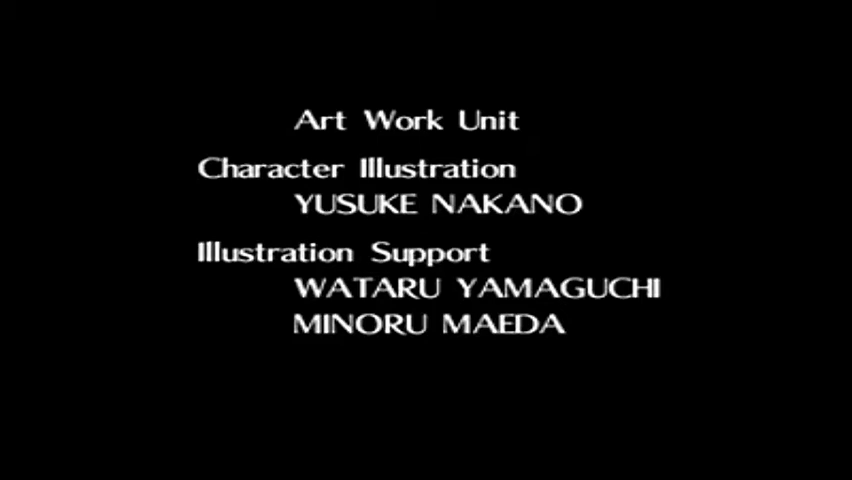 Art Work Unit
Character Illustration
YUSUKE NAKANO
Illustration Support
WATARU YAMAGUCHI
MINORU MAEDA